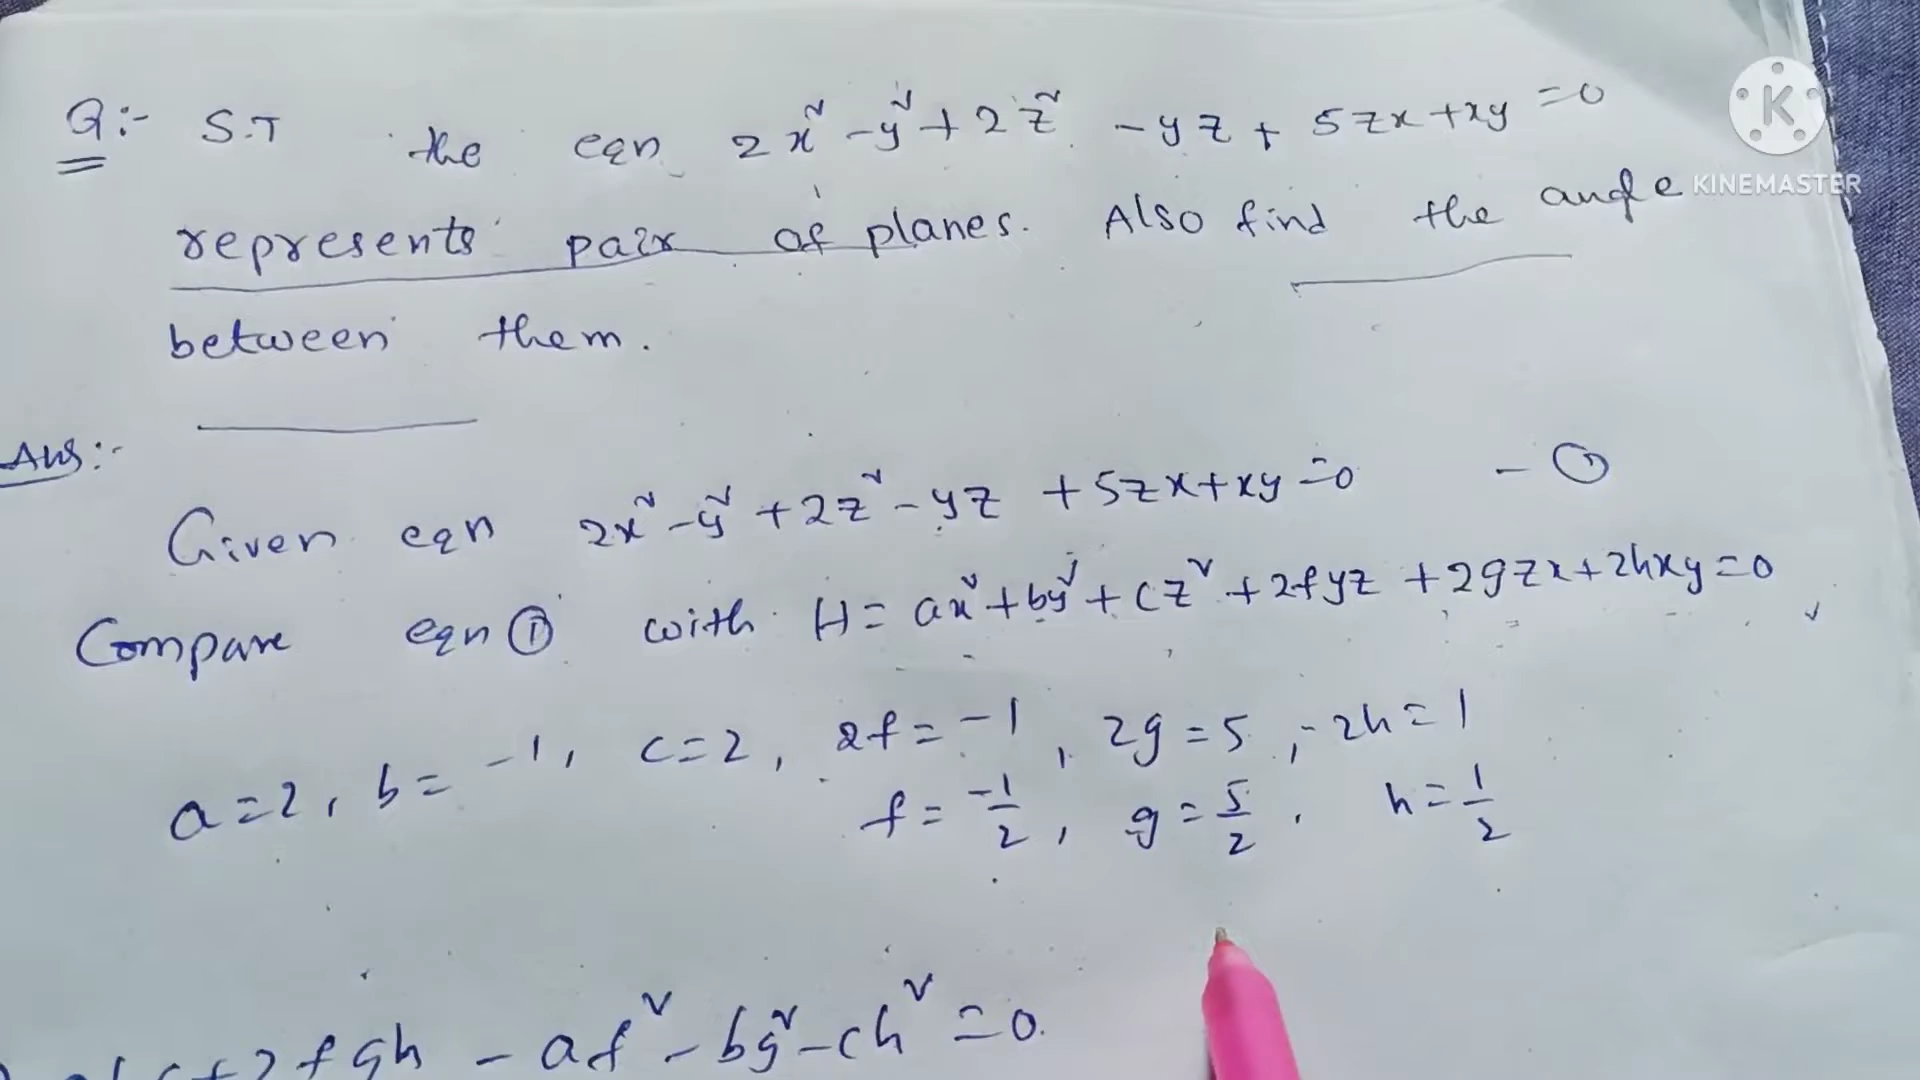 Q:- S.T the eqn 2x² - y² + 2z² - yz + 5zx + xy = 0
represents pair of planes. Also find the angle
between them.
Ans:-
Given eqn 2x² - y² + 2z² - yz + 5zx + xy = 0 - ①
Compare eqn ① with H = ax² + by² + cz² + 2fyz + 2gzx + 2hxy = 0
a = 2, b = -1, c = 2, 2f = -1, 2g = 5, 2h = 1
f = -1/2, g = 5/2, h = 1/2
+ 2fgh - af² - bg² - ch² = 0.
K
KINEMASTER